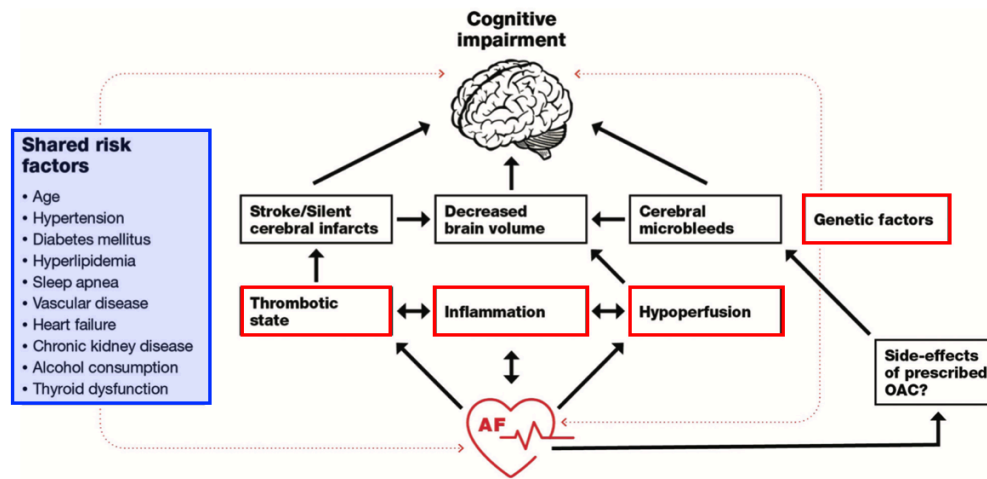 Cognitive
impairment
Shared risk
factors
• Age
• Hypertension
• Diabetes mellitus
• Hyperlipidemia
• Sleep apnea
• Vascular disease
• Heart failure
• Chronic kidney disease
• Alcohol consumption
• Thyroid dysfunction
Stroke/Silent
cerebral infarcts
Decreased
brain volume
Cerebral
microbleeds
Genetic factors
Thrombotic
state
Inflammation
Hypoperfusion
Side-effects
of prescribed
OAC?
AF